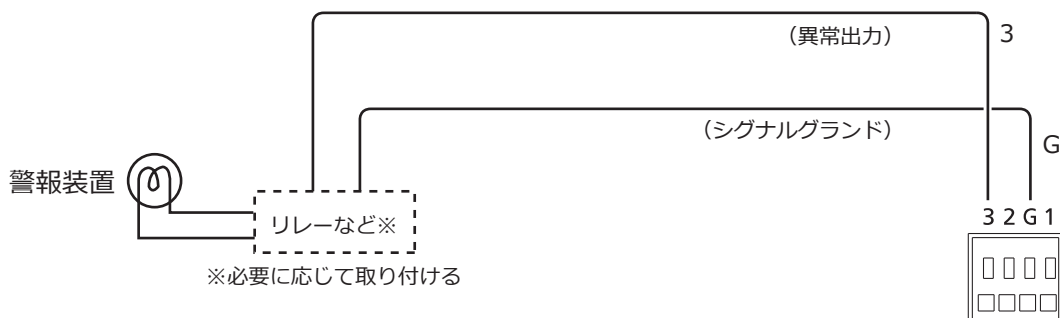 （異常出力）
3
（シグナルグランド）
G
警報装置
リレーなど※
※必要に応じて取り付ける
3 2 G 1